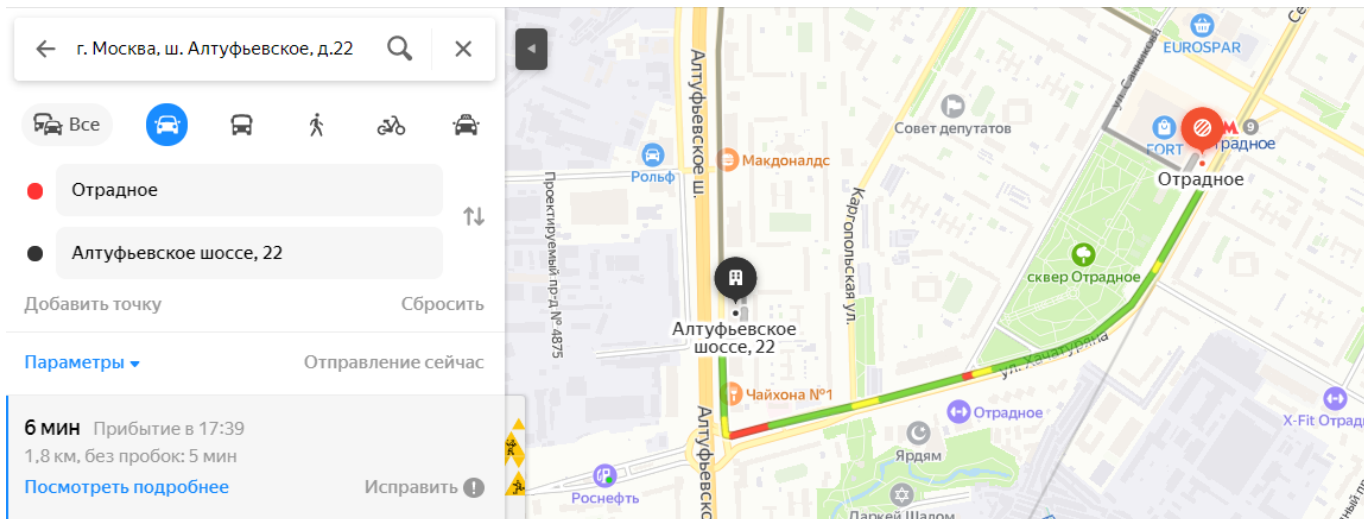 г. Москва, ш. Алтуфьевское, д.22
Все
Отрадное
Алтуфьевское шоссе, 22
Добавить точку
Сбросить
Параметры
Отправление сейчас
6 мин Прибытие в 17:39
1,8 км, без пробок: 5 мин
Посмотреть подробнее
Исправить
EUROSPAR
ул. Санникова
Алтуфьевское ш.
Совет депутатов
FORT
9
Отрадное
Макдоналдс
Рольф
Отрадное
Проектируемый пр-д № 4875
Каргопольская ул.
сквер Отрадное
Алтуфьевское
шоссе, 22
ул. Хачатуряна
Чайхона №1
Отрадное
X-Fit Отрад
Алтуфьевско
Ярдям
Роснефть
Даркей Шалом